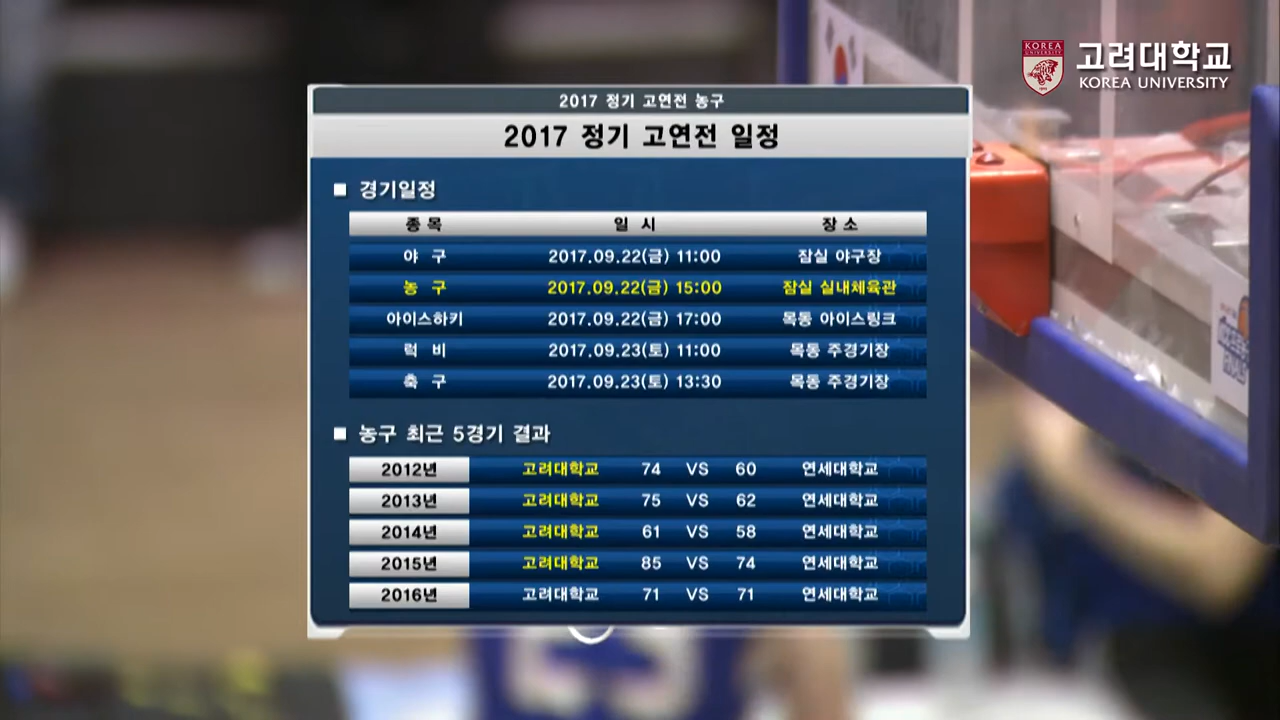 고려대학교
KOREA UNIVERSITY
KOREA
UNIVERSITY
2017 정기 고연전 농구
2017 정기 고연전 일정
■ 경기일정
종 목 일 시 장 소
야 구 2017.09.22(금) 11:00 잠실 야구장
농 구 2017.09.22(금) 15:00 잠실 실내체육관
아이스하키 2017.09.22(금) 17:00 목동 아이스링크
럭 비 2017.09.23(토) 11:00 목동 주경기장
축 구 2017.09.23(토) 13:30 목동 주경기장
■ 농구 최근 5경기 결과
2012년 고려대학교 74 VS 60 연세대학교
2013년 고려대학교 75 VS 62 연세대학교
2014년 고려대학교 61 VS 58 연세대학교
2015년 고려대학교 85 VS 74 연세대학교
2016년 고려대학교 71 VS 71 연세대학교